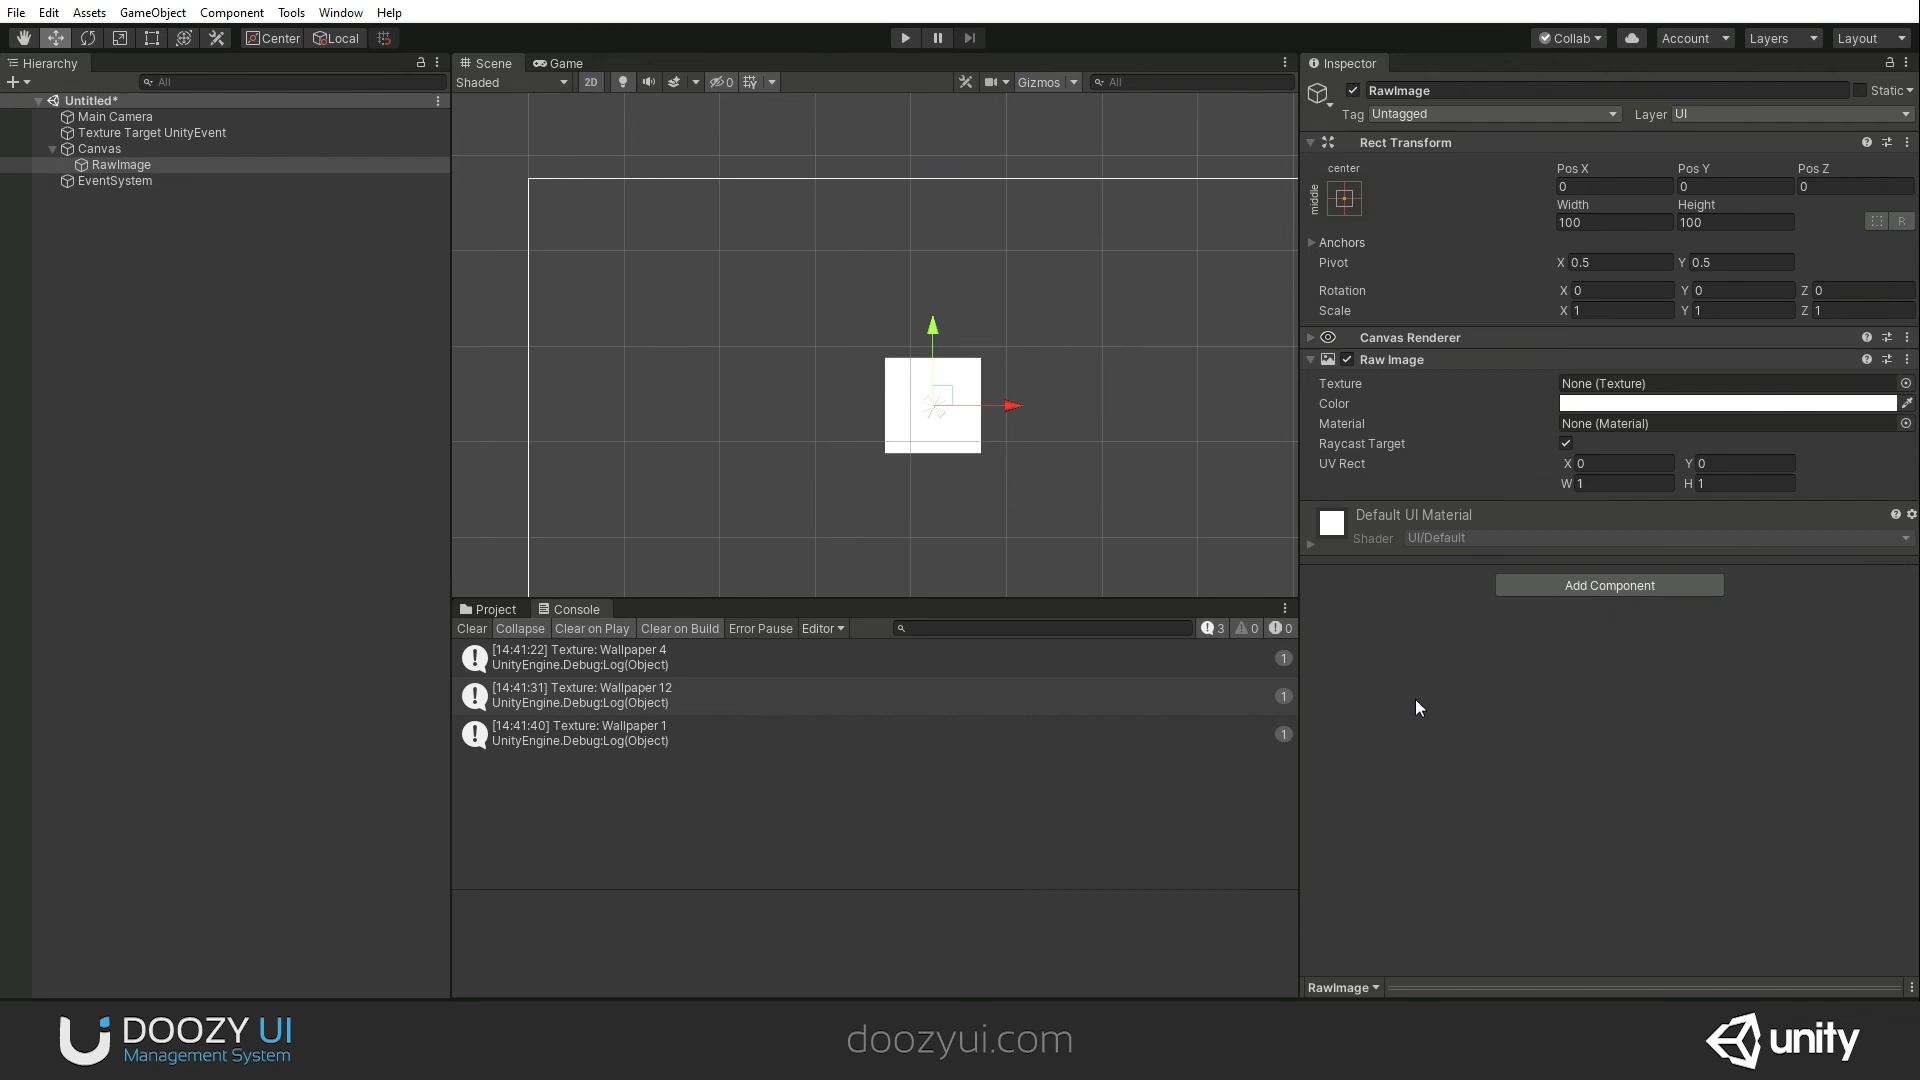 File Edit Assets GameObject Component Tools Window Help
Center Local
Collab Account Layers Layout
Hierarchy
All
Untitled*
Main Camera
Texture Target UnityEvent
Canvas
RawImage
EventSystem
Scene Game
Shaded 2D 0 Gizmos All
Project Console
Clear Collapse Clear on Play Clear on Build Error Pause Editor 3 0 0
[14:41:22] Texture: Wallpaper 4
UnityEngine.Debug:Log(Object)
1
[14:41:31] Texture: Wallpaper 12
UnityEngine.Debug:Log(Object)
1
[14:41:40] Texture: Wallpaper 1
UnityEngine.Debug:Log(Object)
1
Inspector
RawImage Static
Tag Untagged Layer UI
Rect Transform
center
middle
Pos X Pos Y Pos Z
0 0 0
Width Height
100 100 R
Anchors
Pivot X 0.5 Y 0.5
Rotation X 0 Y 0 Z 0
Scale X 1 Y 1 Z 1
Canvas Renderer
Raw Image
Texture None (Texture)
Color
Material None (Material)
Raycast Target
UV Rect X 0 Y 0
W 1 H 1
Default UI Material
Shader UI/Default
Add Component
RawImage
DOOZY UI
Management System
doozyui.com
unity